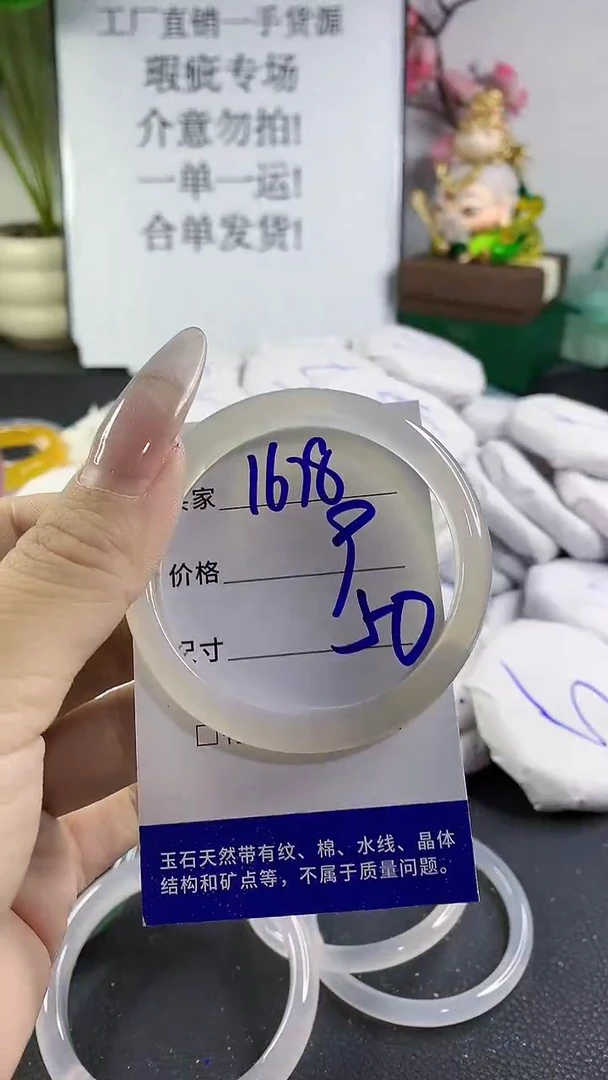 工厂直销一手货源
瑕疵专场
介意勿拍!
一单一运!
合单发货!
家 1678
价格 9
尺寸 50
玉石天然带有纹、棉、水线、晶体
结构和矿点等，不属于质量问题。